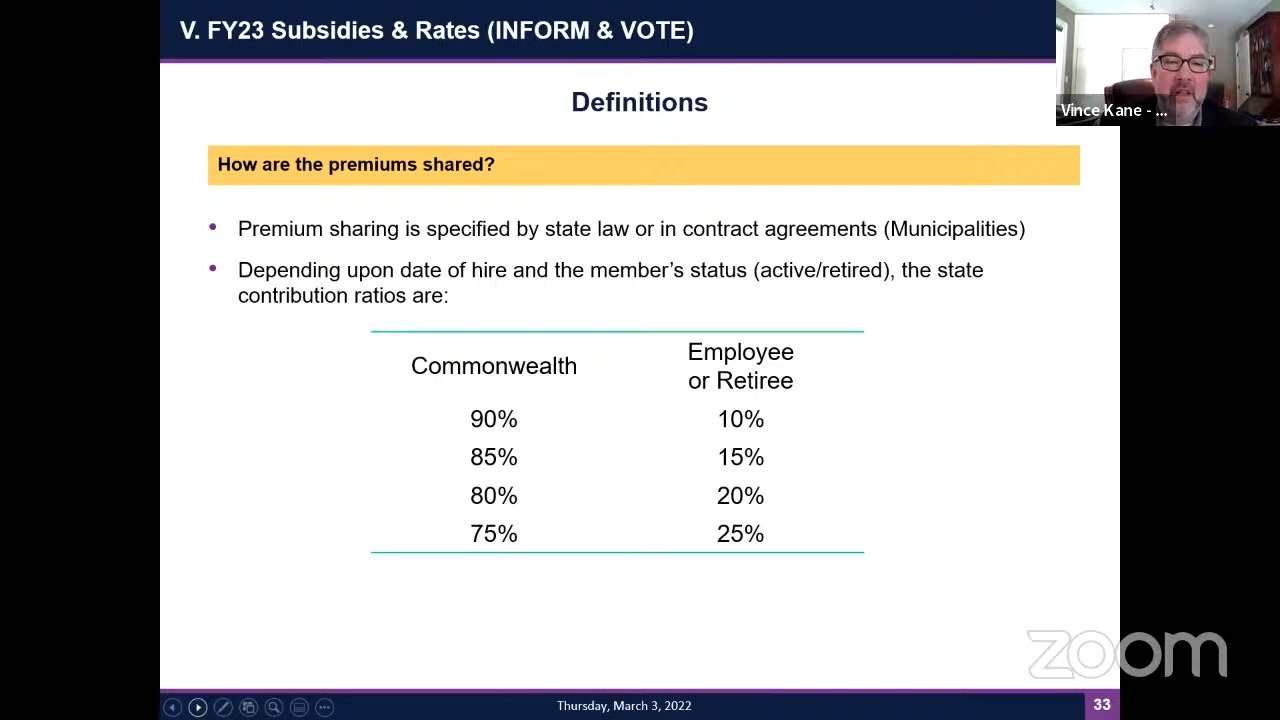 V. FY23 Subsidies & Rates (INFORM & VOTE)
Vince Kane - ...
Definitions
How are the premiums shared?
• Premium sharing is specified by state law or in contract agreements (Municipalities)
• Depending upon date of hire and the member's status (active/retired), the state
contribution ratios are:
Commonwealth
Employee
or Retiree
90% 10%
85% 15%
80% 20%
75% 25%
zoom
Thursday, March 3, 2022
33